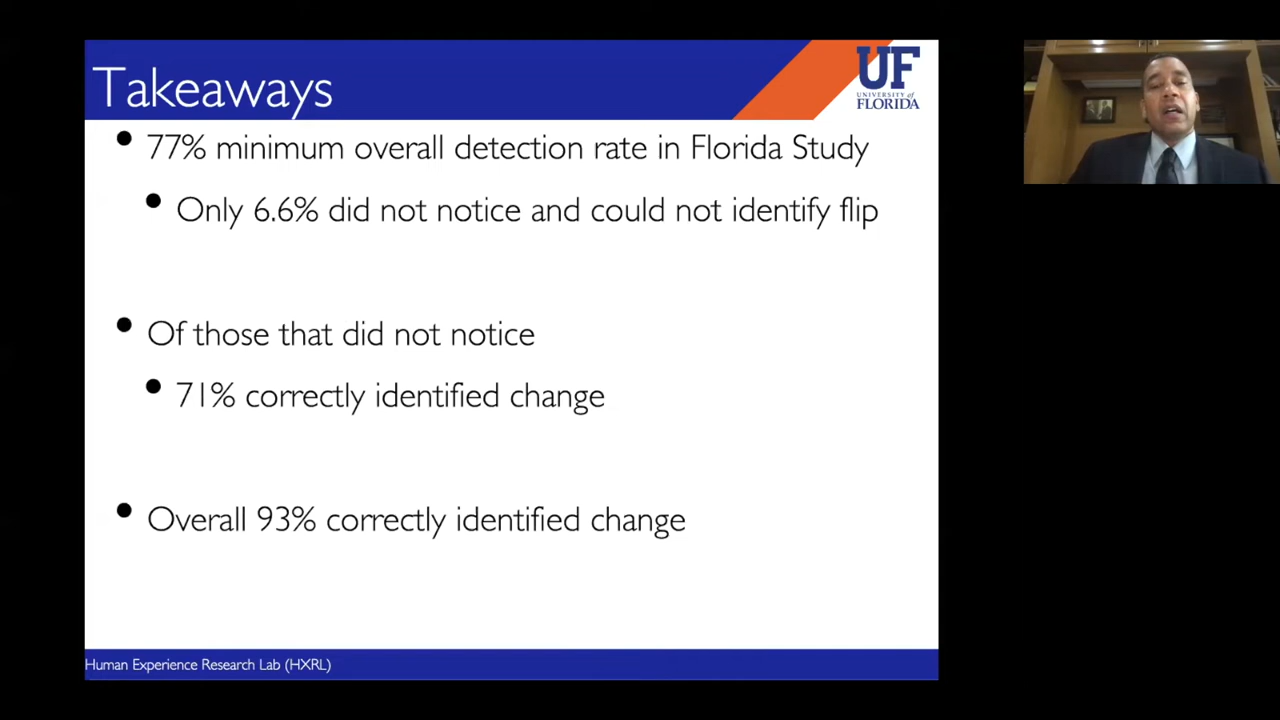 Takeaways
UF
UNIVERSITY of
FLORIDA
• 77% minimum overall detection rate in Florida Study
• Only 6.6% did not notice and could not identify flip
• Of those that did not notice
• 71% correctly identified change
• Overall 93% correctly identified change
Human Experience Research Lab (HXRL)